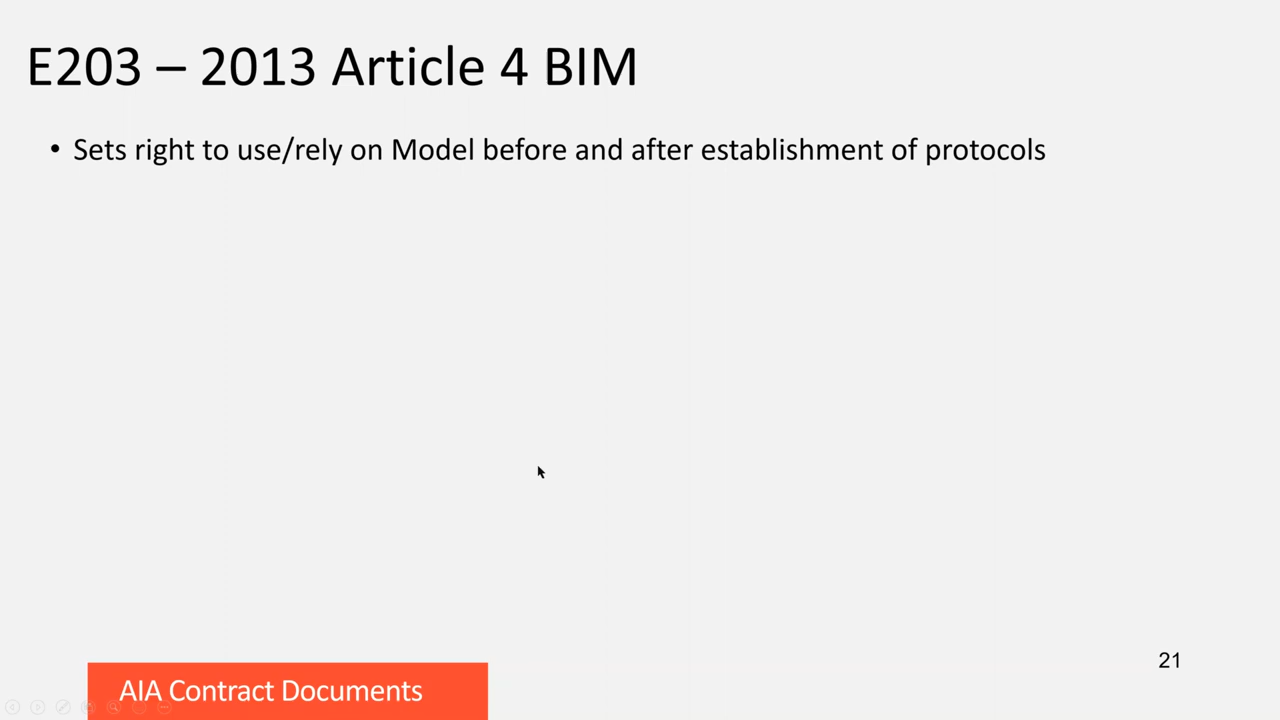 E203 – 2013 Article 4 BIM
• Sets right to use/rely on Model before and after establishment of protocols
21
AIA Contract Documents